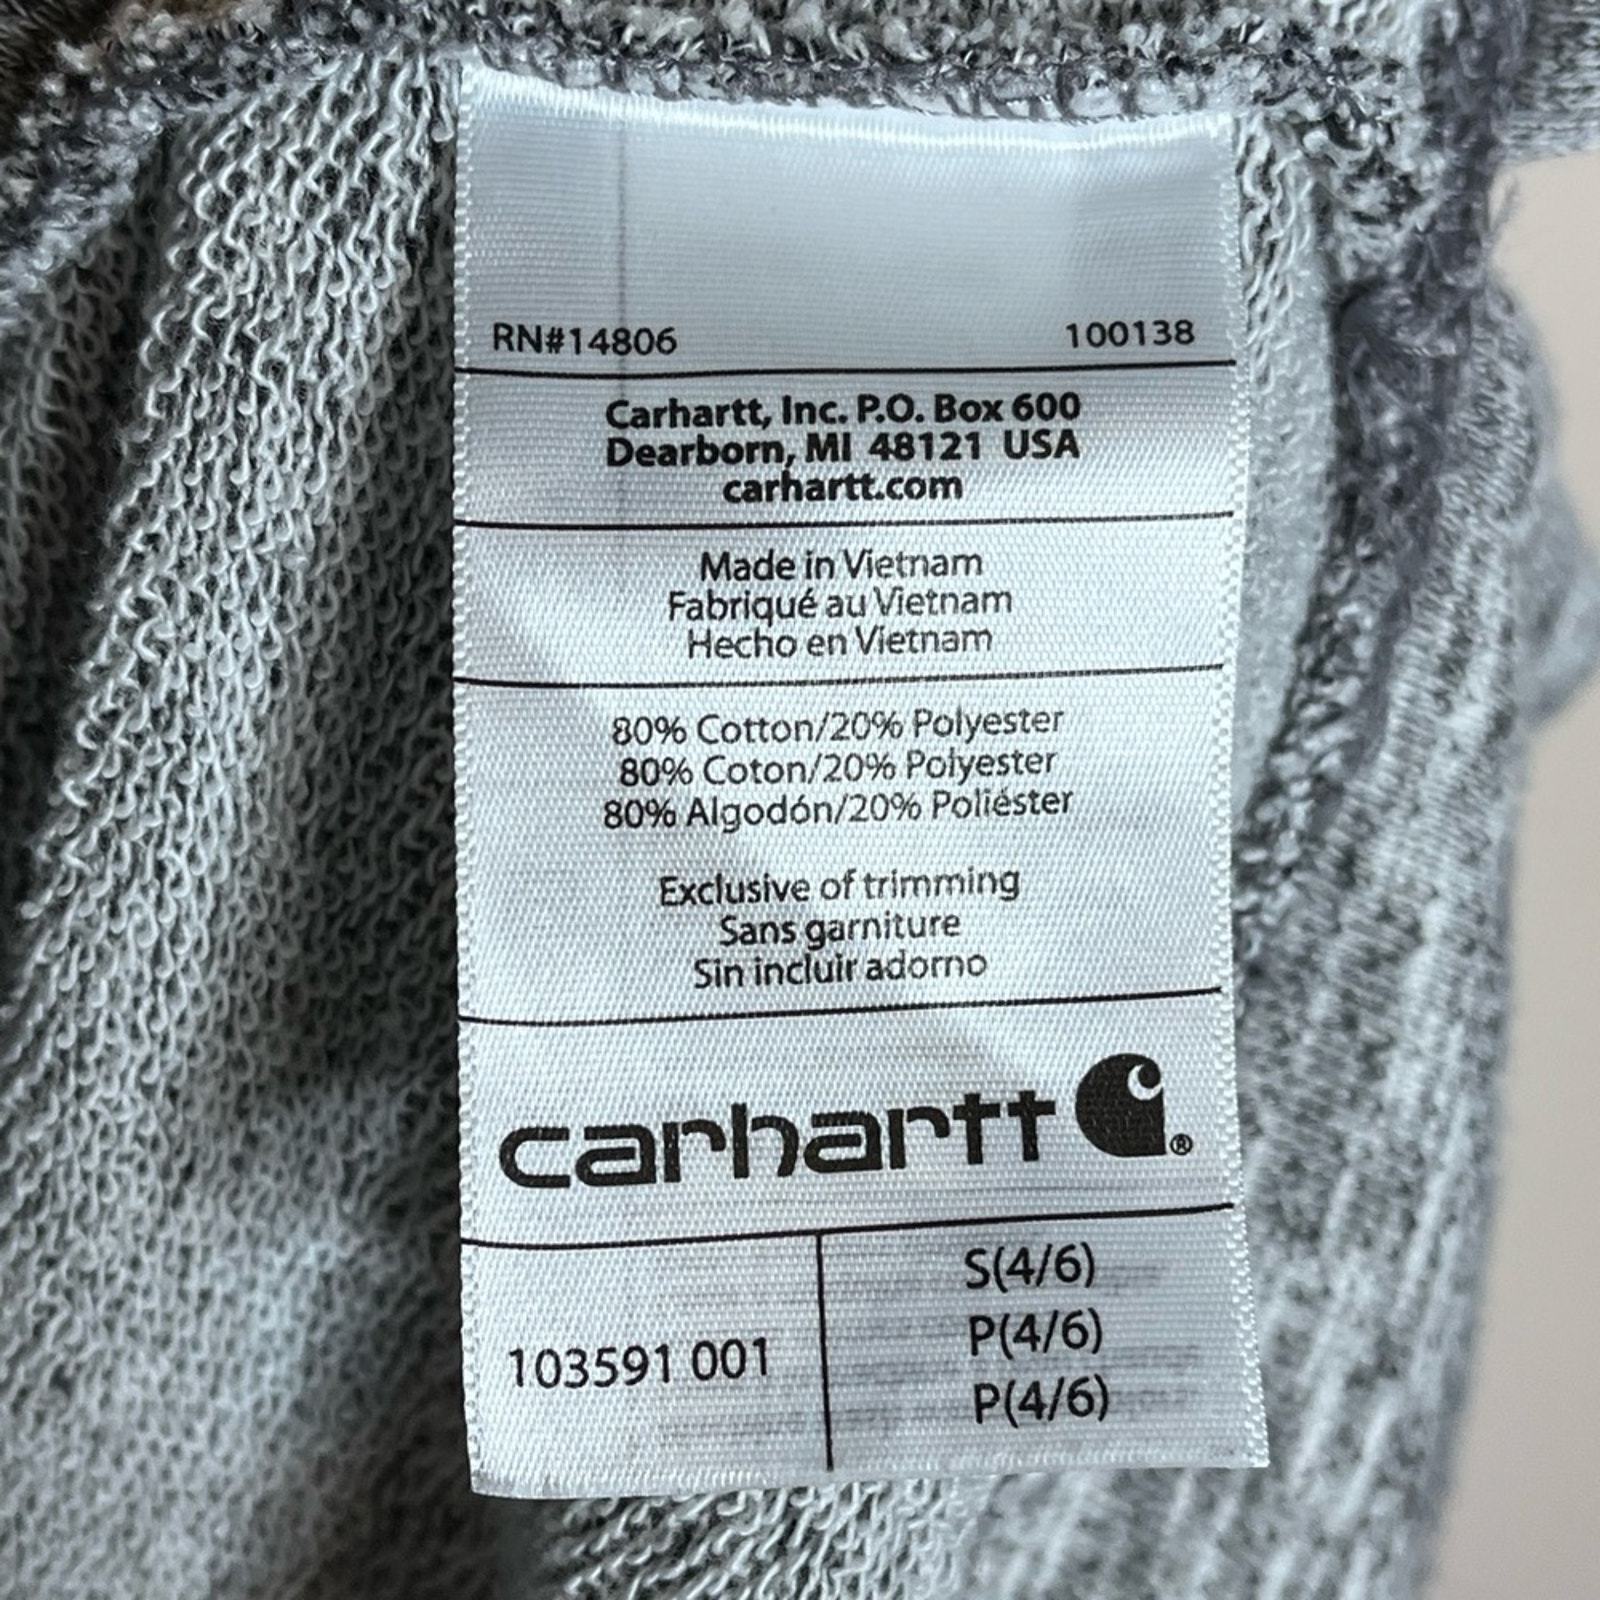 RN#14806 100138
Carhartt, Inc. P.O. Box 600
Dearborn, MI 48121 USA
carhartt.com
Made in Vietnam
Fabriqué au Vietnam
Hecho en Vietnam
80% Cotton/20% Polyester
80% Coton/20% Polyester
80% Algodón/20% Poliéster
Exclusive of trimming
Sans garniture
Sin incluir adorno
carhartt ®
103591 001
S(4/6)
P(4/6)
P(4/6)